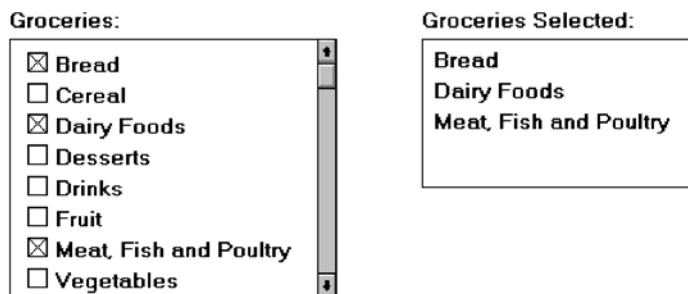 Groceries:
Bread
Cereal
Dairy Foods
Desserts
Drinks
Fruit
Meat, Fish and Poultry
Vegetables
Groceries Selected:
Bread
Dairy Foods
Meat, Fish and Poultry